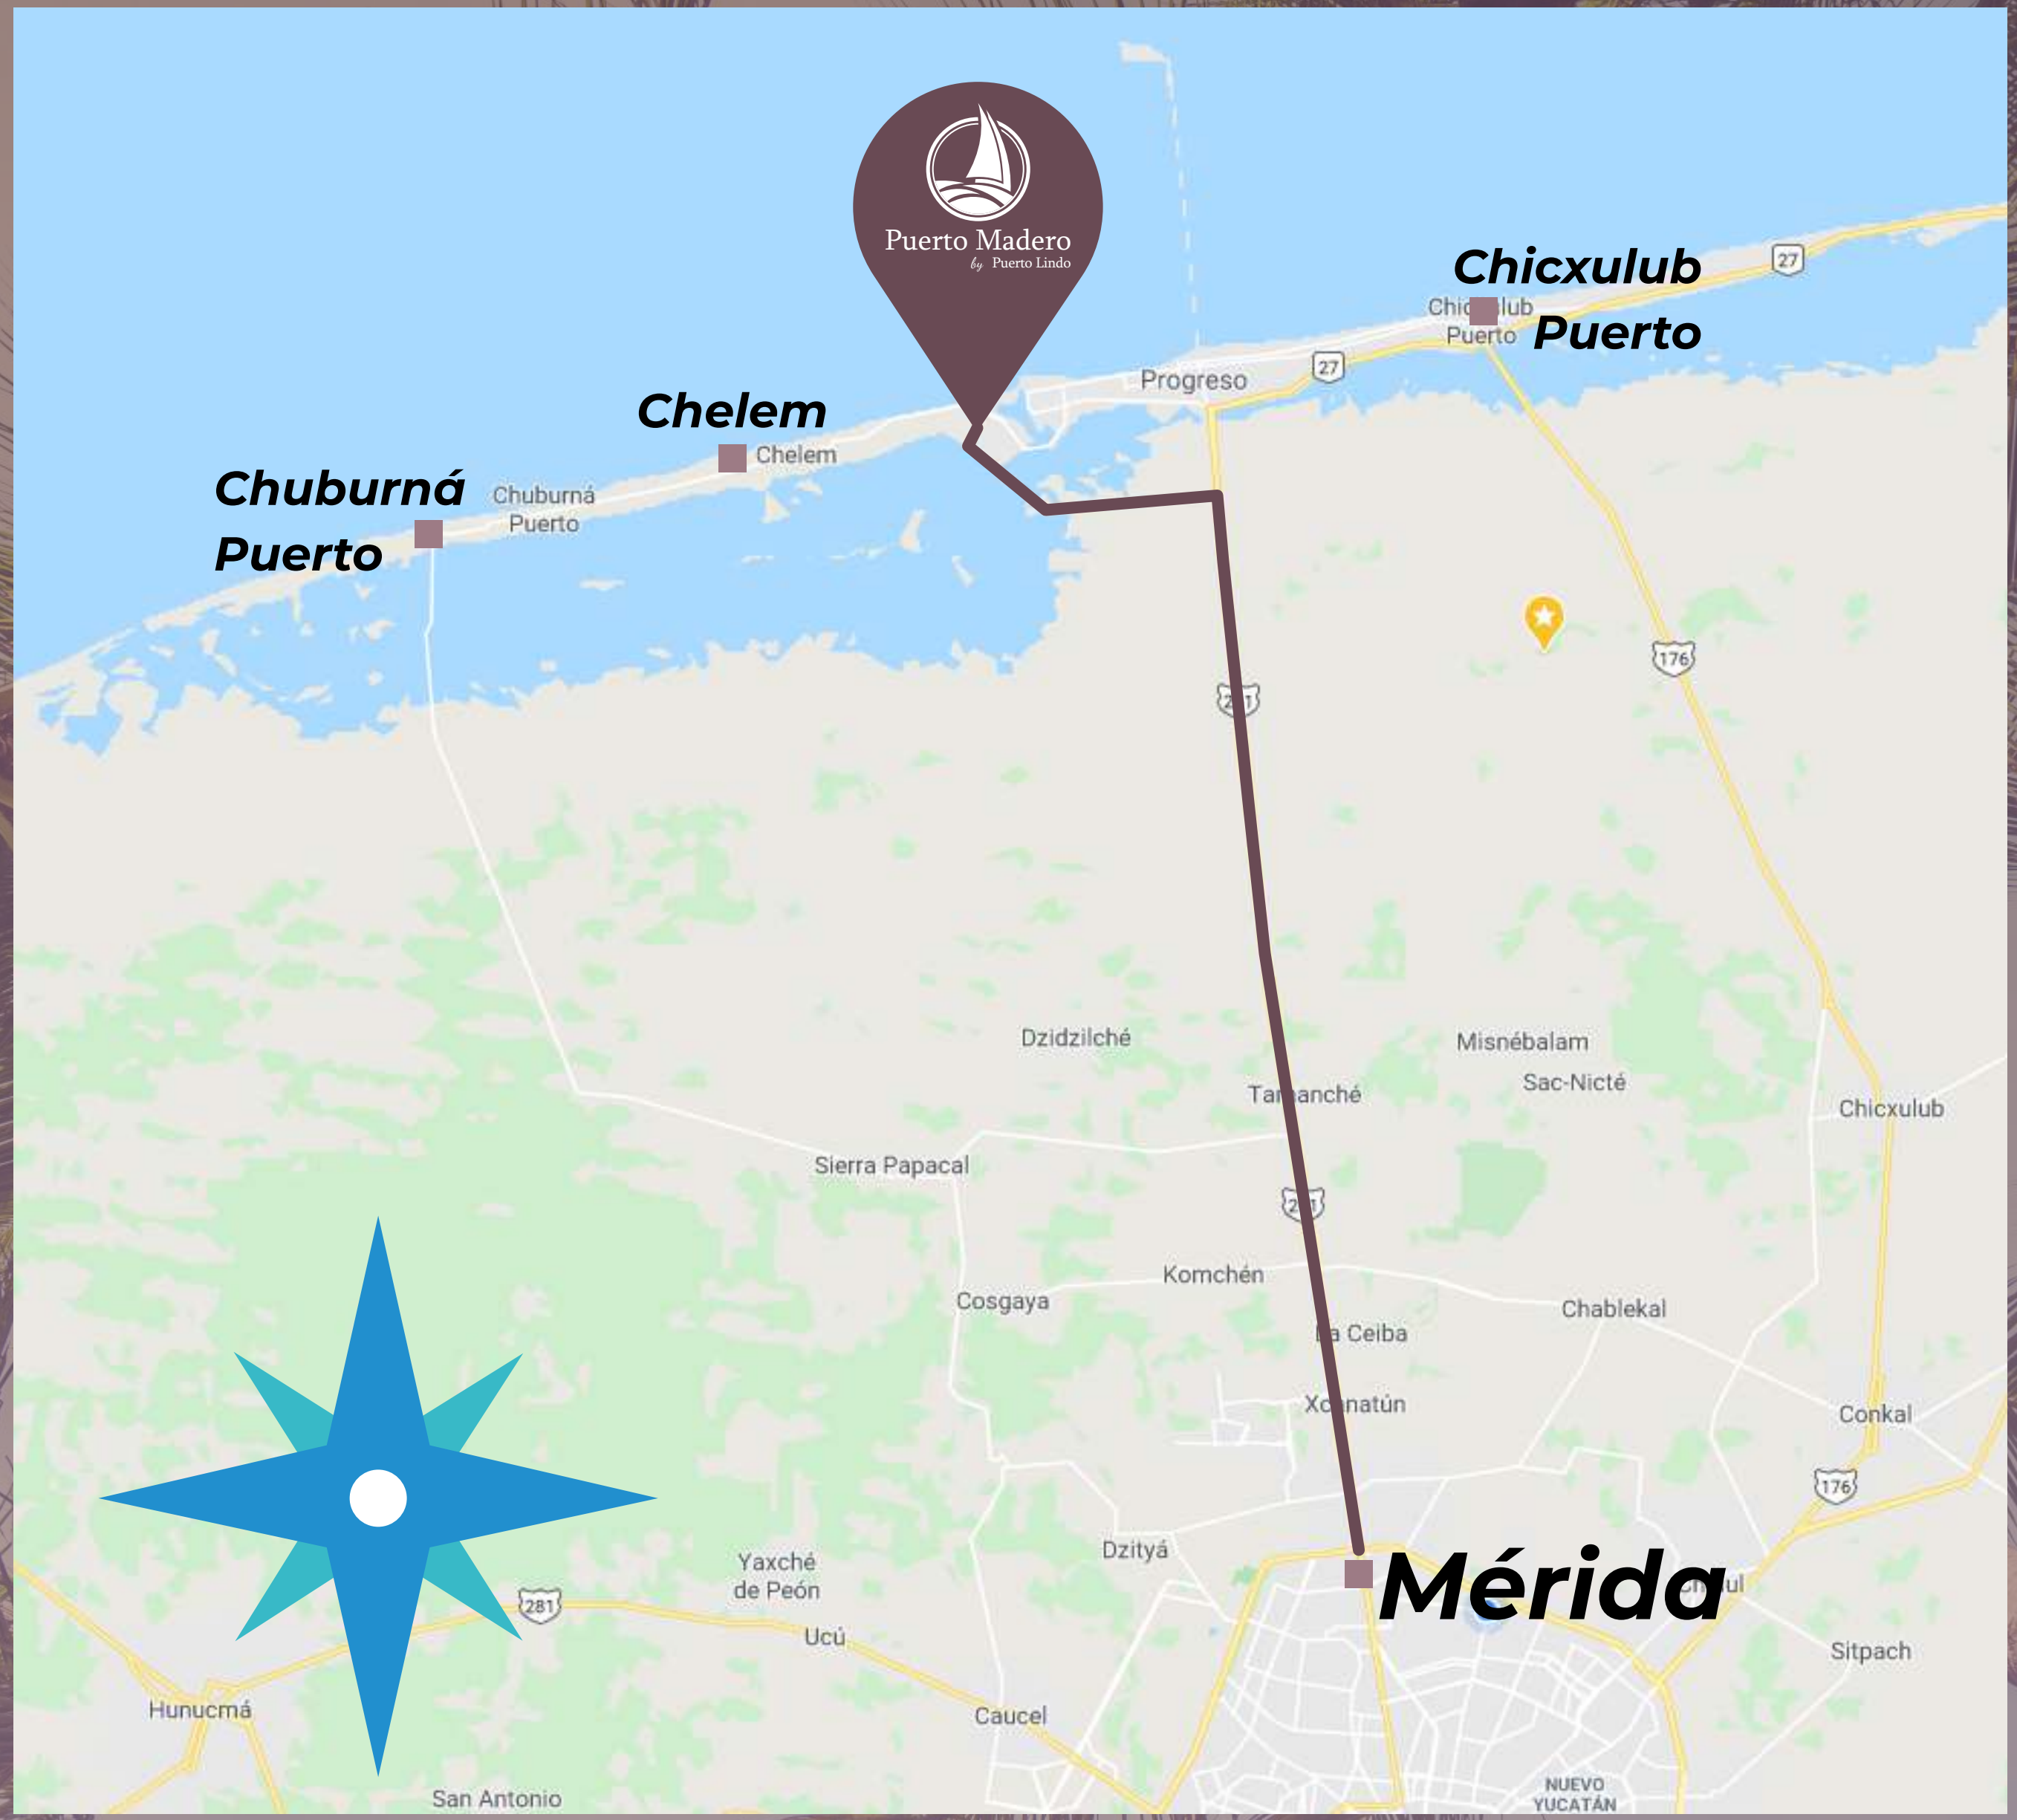 Puerto Madero
by Puerto Lindo
Chicxulub
Puerto
27
Puerto
27
Progreso
Chelem
Chelem
Chuburná
Puerto
Chuburná
Puerto
176
Dzidzilché
Misnébalam
Sac-Nicté
Chicxulub
Sierra Papacal
Komchén
Cosgaya
Chablekal
Ceiba
Conkal
176
Dzityá
Mérida
Yaxché
de Peón
281
Ucú
Sitpach
Hunucmá
Caucel
San Antonio
NUEVO
YUCATÁN